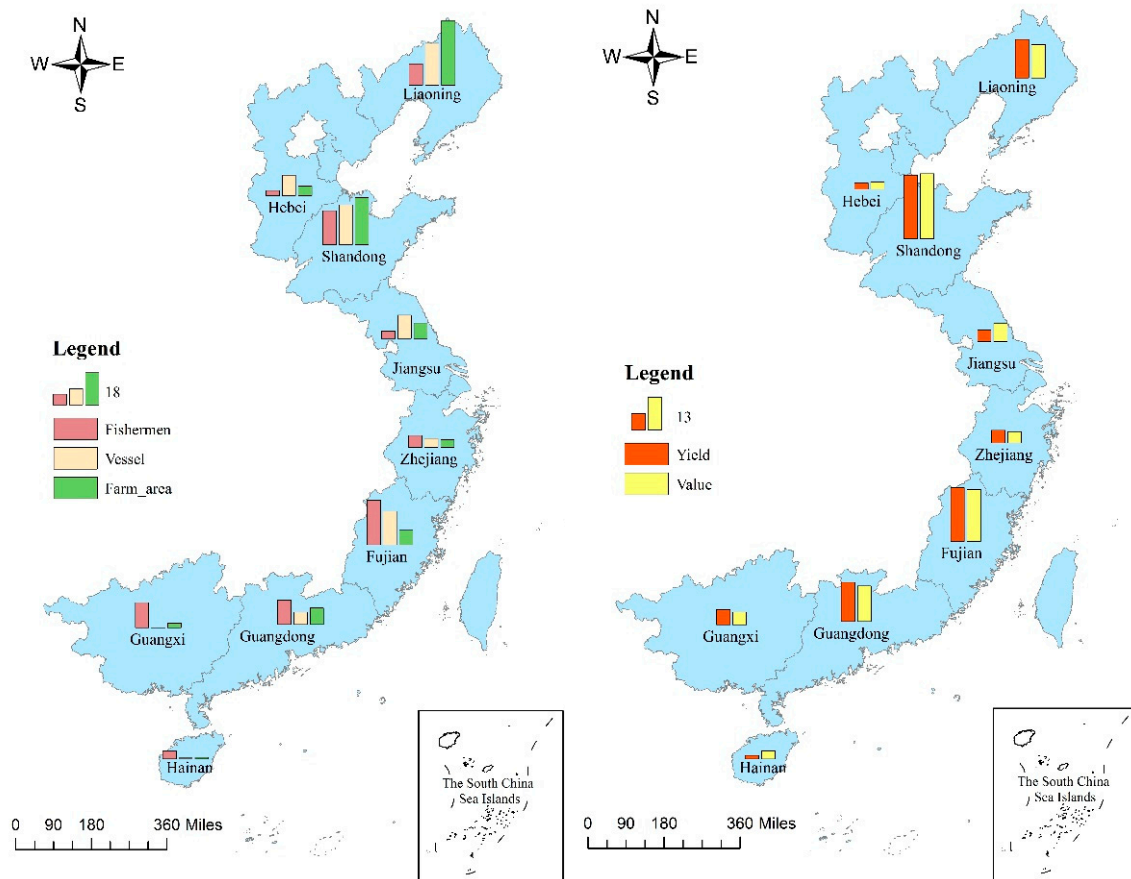 N
W E
S
Liaoning
Hebei
Shandong
Legend
18
Fishermen
Vessel
Farm_area
Jiangsu
Zhejiang
Fujian
Guangxi
Guangdong
Hainan
The South China
Sea Islands
0 90 180 360 Miles
N
W E
S
Liaoning
Hebei
Shandong
Legend
13
Yield
Value
Jiangsu
Zhejiang
Fujian
Guangxi
Guangdong
Hainan
The South China
Sea Islands
0 90 180 360 Miles